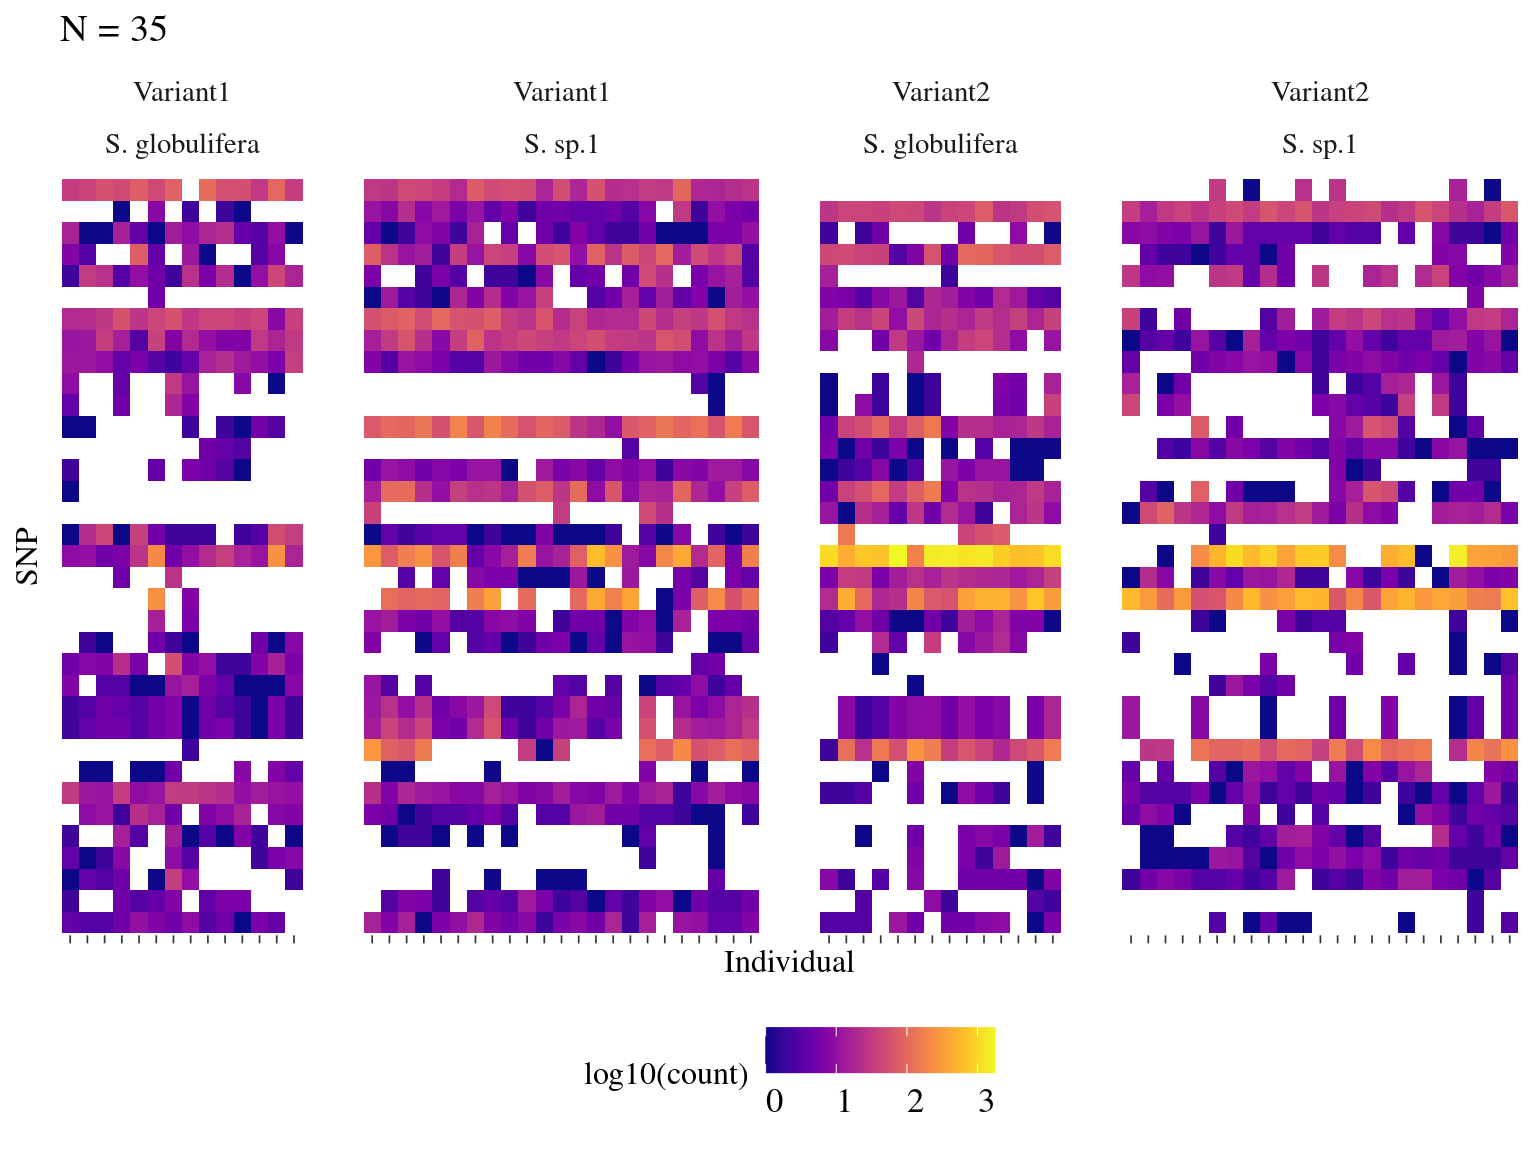 N = 35
Variant1 Variant1 Variant2 Variant2
S. globulifera S. sp.1 S. globulifera S. sp.1
SNP
Individual
log10(count)
0 1 2 3